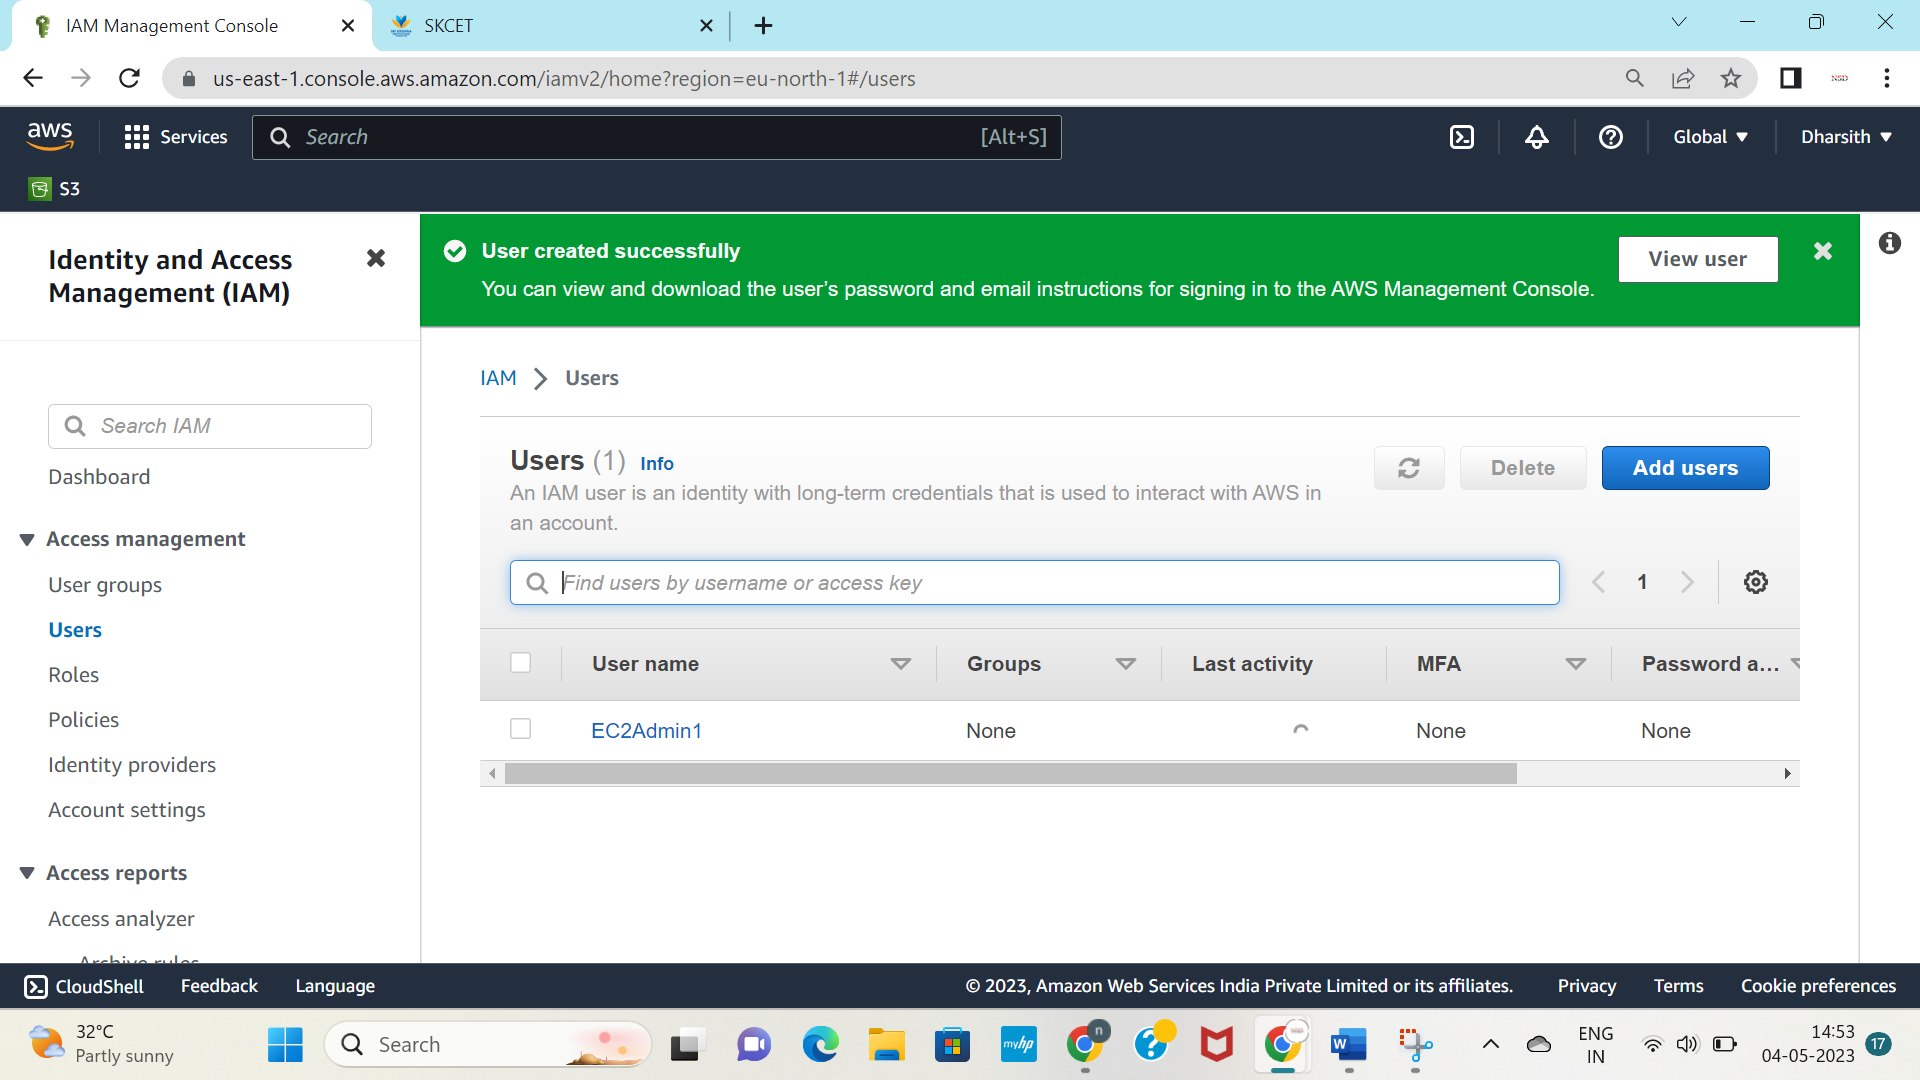 IAM Management Console
SKCET
us-east-1.console.aws.amazon.com/iamv2/home?region=eu-north-1#/users
NSD
aws
Services
Search
[Alt+S]
Global
Dharsith
S3
Identity and Access
Management (IAM)
Search IAM
Dashboard
Access management
User groups
Users
Roles
Policies
Identity providers
Account settings
Access reports
Access analyzer
Archive rules
User created successfully
You can view and download the user's password and email instructions for signing in to the AWS Management Console.
View user
IAM > Users
Users (1) Info
An IAM user is an identity with long-term credentials that is used to interact with AWS in
an account.
Delete
Add users
Find users by username or access key
1
User name Groups Last activity MFA Password a...
EC2Admin1 None None None
CloudShell Feedback Language © 2023, Amazon Web Services India Private Limited or its affiliates. Privacy Terms Cookie preferences
32°C
Partly sunny
Search
myhp
n
W
ENG
IN
14:53
04-05-2023
17